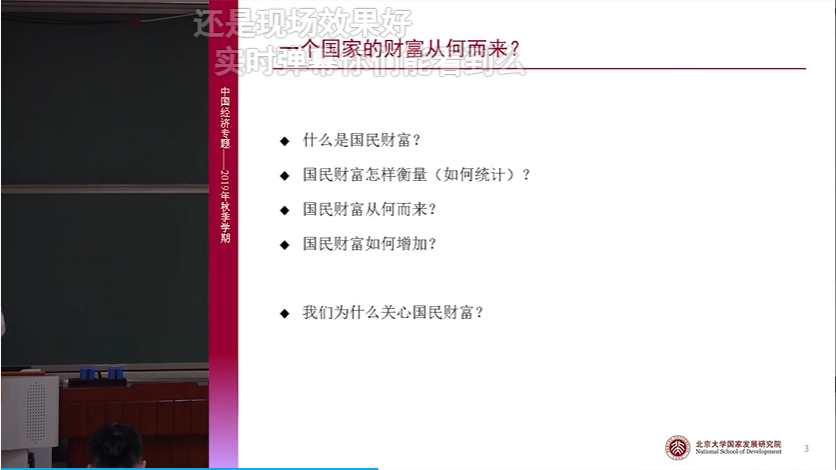 还是现场效果好
一个国家的财富从何而来？
实时弹幕你们能看到么
中国经济专题——2019年秋季学期
◆ 什么是国民财富？
◆ 国民财富怎样衡量（如何统计）？
◆ 国民财富从何而来？
◆ 国民财富如何增加？
◆ 我们为什么关心国民财富？
北京大学国家发展研究院
National School of Development
3